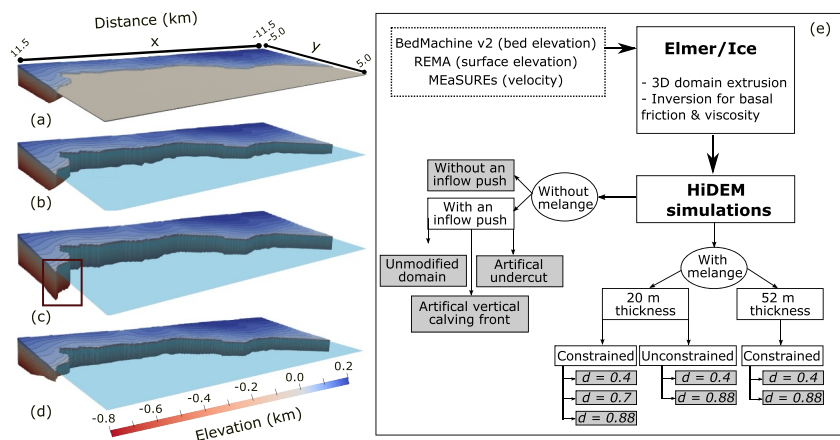 Distance (km)
11.5
x
-11.5
-5.0
y
5.0
(a)
(b)
(c)
(d)
-0.8
-0.6
-0.4
-0.2
0.0
0.2
Elevation (km)
(e)
BedMachine v2 (bed elevation)
REMA (surface elevation)
MEaSUREs (velocity)
Elmer/Ice
- 3D domain extrusion
- Inversion for basal
friction & viscosity
HiDEM
simulations
Without
melange
Without an
inflow push
With an
inflow push
Unmodified
domain
Artifical
undercut
Artifical vertical
calving front
With
melange
20 m
thickness
52 m
thickness
Constrained
d = 0.4
d = 0.7
d = 0.88
Unconstrained
d = 0.4
d = 0.88
Constrained
d = 0.4
d = 0.88